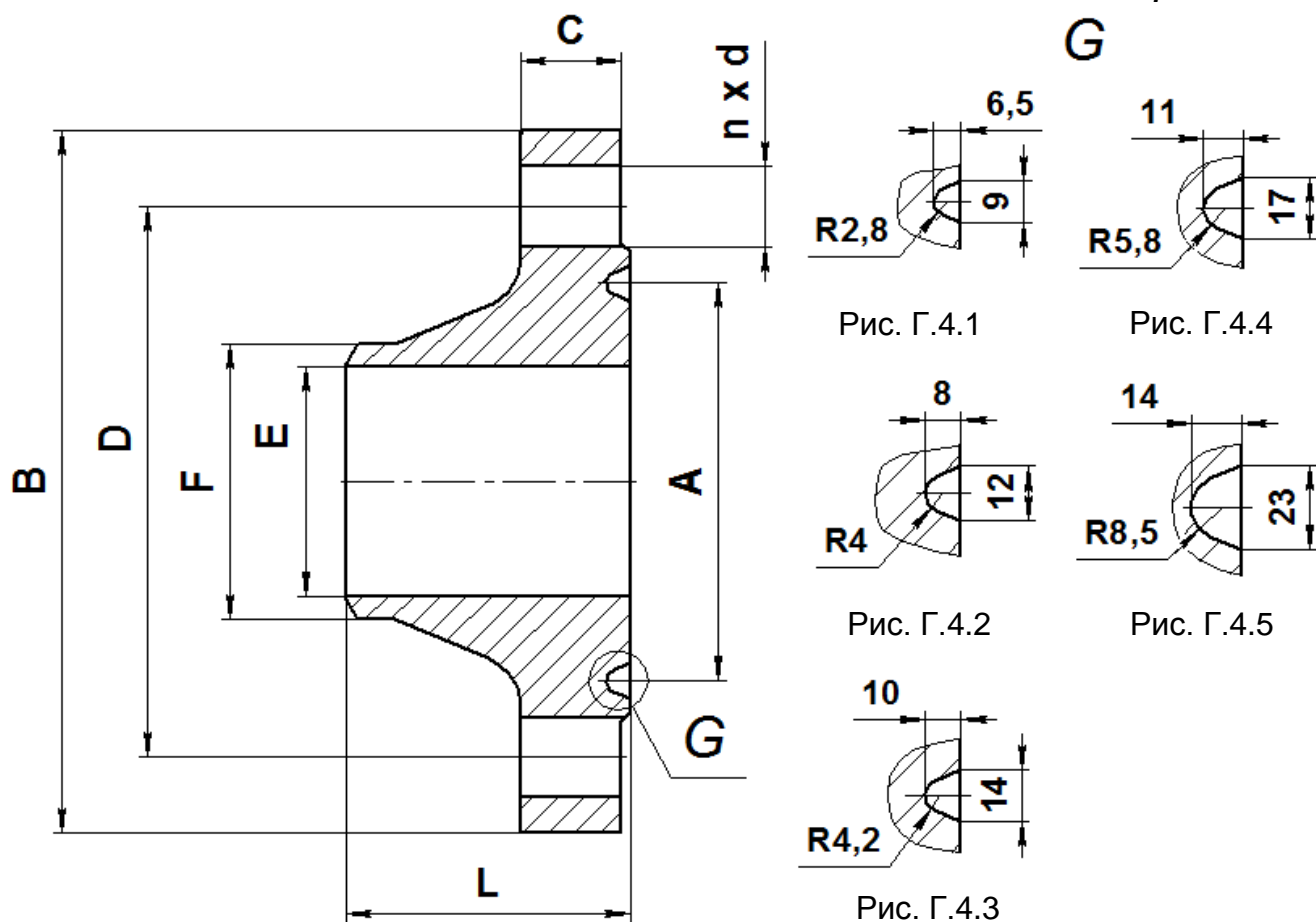 G
C
n x d
B
D
F
E
A
G
L
6,5
9
R2,8
Рис. Г.4.1
11
17
R5,8
Рис. Г.4.4
8
12
R4
Рис. Г.4.2
14
23
R8,5
Рис. Г.4.5
10
14
R4,2
Рис. Г.4.3